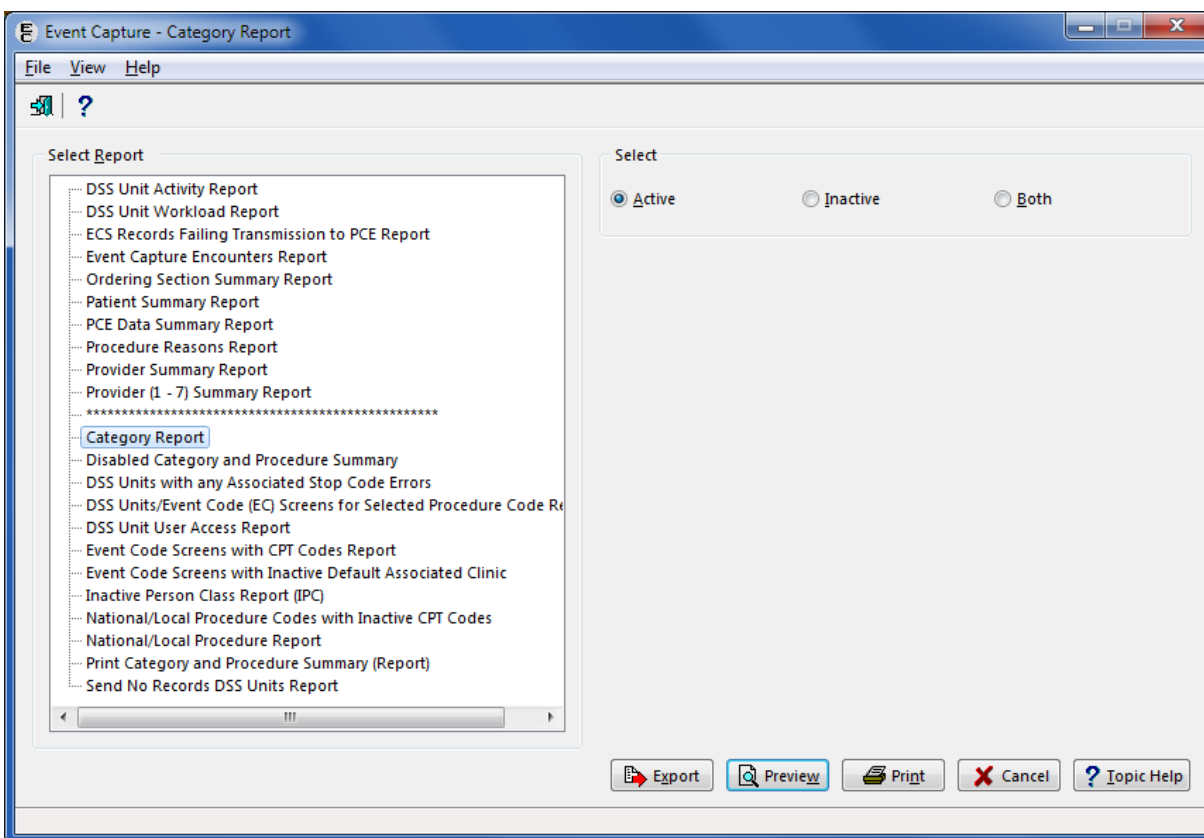 Event Capture - Category Report
File View Help
Select Report
DSS Unit Activity Report
DSS Unit Workload Report
ECS Records Failing Transmission to PCE Report
Event Capture Encounters Report
Ordering Section Summary Report
Patient Summary Report
PCE Data Summary Report
Procedure Reasons Report
Provider Summary Report
Provider (1 - 7) Summary Report
**************************************************
Category Report
Disabled Category and Procedure Summary
DSS Units with any Associated Stop Code Errors
DSS Units/Event Code (EC) Screens for Selected Procedure Code Re
DSS Unit User Access Report
Event Code Screens with CPT Codes Report
Event Code Screens with Inactive Default Associated Clinic
Inactive Person Class Report (IPC)
National/Local Procedure Codes with Inactive CPT Codes
National/Local Procedure Report
Print Category and Procedure Summary (Report)
Send No Records DSS Units Report
Select
Active Inactive Both
Export Preview Print Cancel ? Topic Help